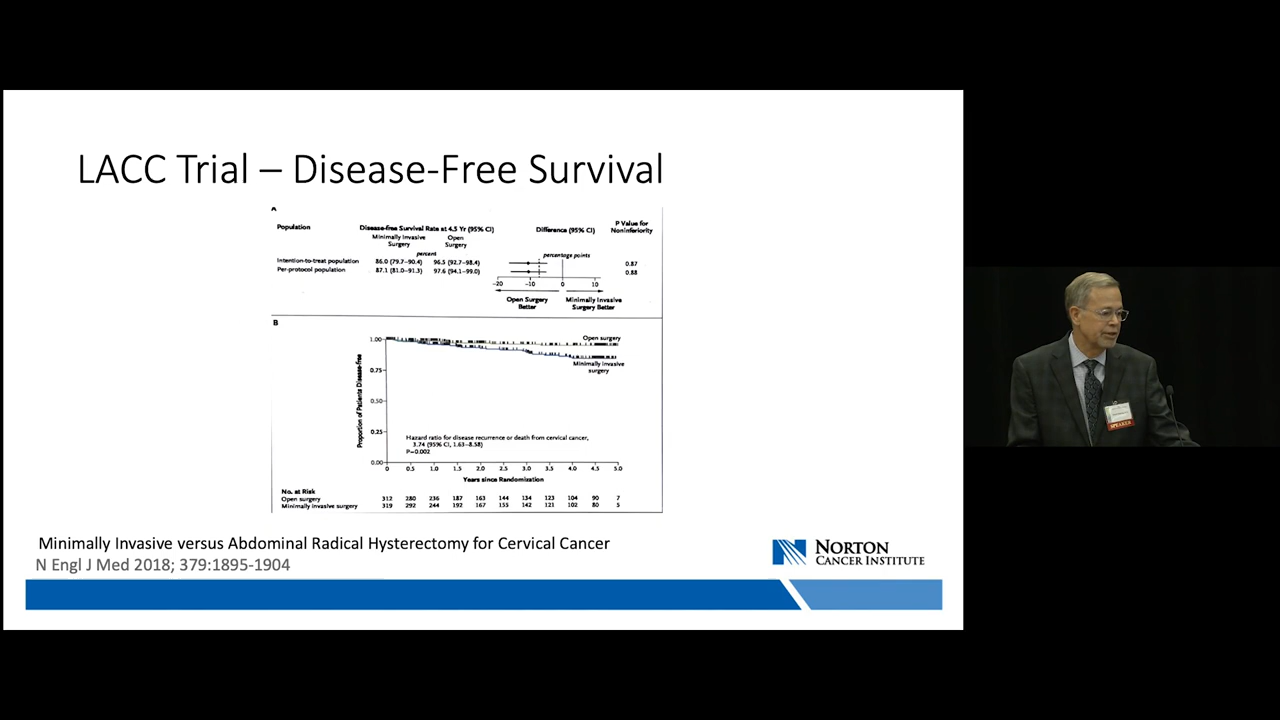 LACC Trial – Disease-Free Survival
A
Population
Disease-free Survival Rate at 4.5 Yr (95% CI)
Difference (95% CI)
P Value for
Noninferiority
Minimally Invasive
Surgery
Open
Surgery
percent
percentage points
Intention-to-treat population 86.0 (79.7–90.4) 96.5 (92.7–98.4) 0.87
Per-protocol population 87.1 (81.0–91.3) 97.6 (94.1–99.0) 0.88
−20 −10 0 10
Open Surgery
Better
Minimally Invasive
Surgery Better
B
Proportion of Patients Disease-free
1.00
0.75
0.50
0.25
0.00
Open surgery
Minimally invasive
surgery
Hazard ratio for disease recurrence or death from cervical cancer,
3.74 (95% CI, 1.63–8.58)
P=0.002
0 0.5 1.0 1.5 2.0 2.5 3.0 3.5 4.0 4.5 5.0
Years since Randomization
No. at Risk
Open surgery 312 280 236 187 163 144 134 123 104 90 7
Minimally invasive surgery 319 292 244 192 167 155 142 121 102 80 5
Minimally Invasive versus Abdominal Radical Hysterectomy for Cervical Cancer
N Engl J Med 2018; 379:1895-1904
NORTON
CANCER INSTITUTE
SPEAKER